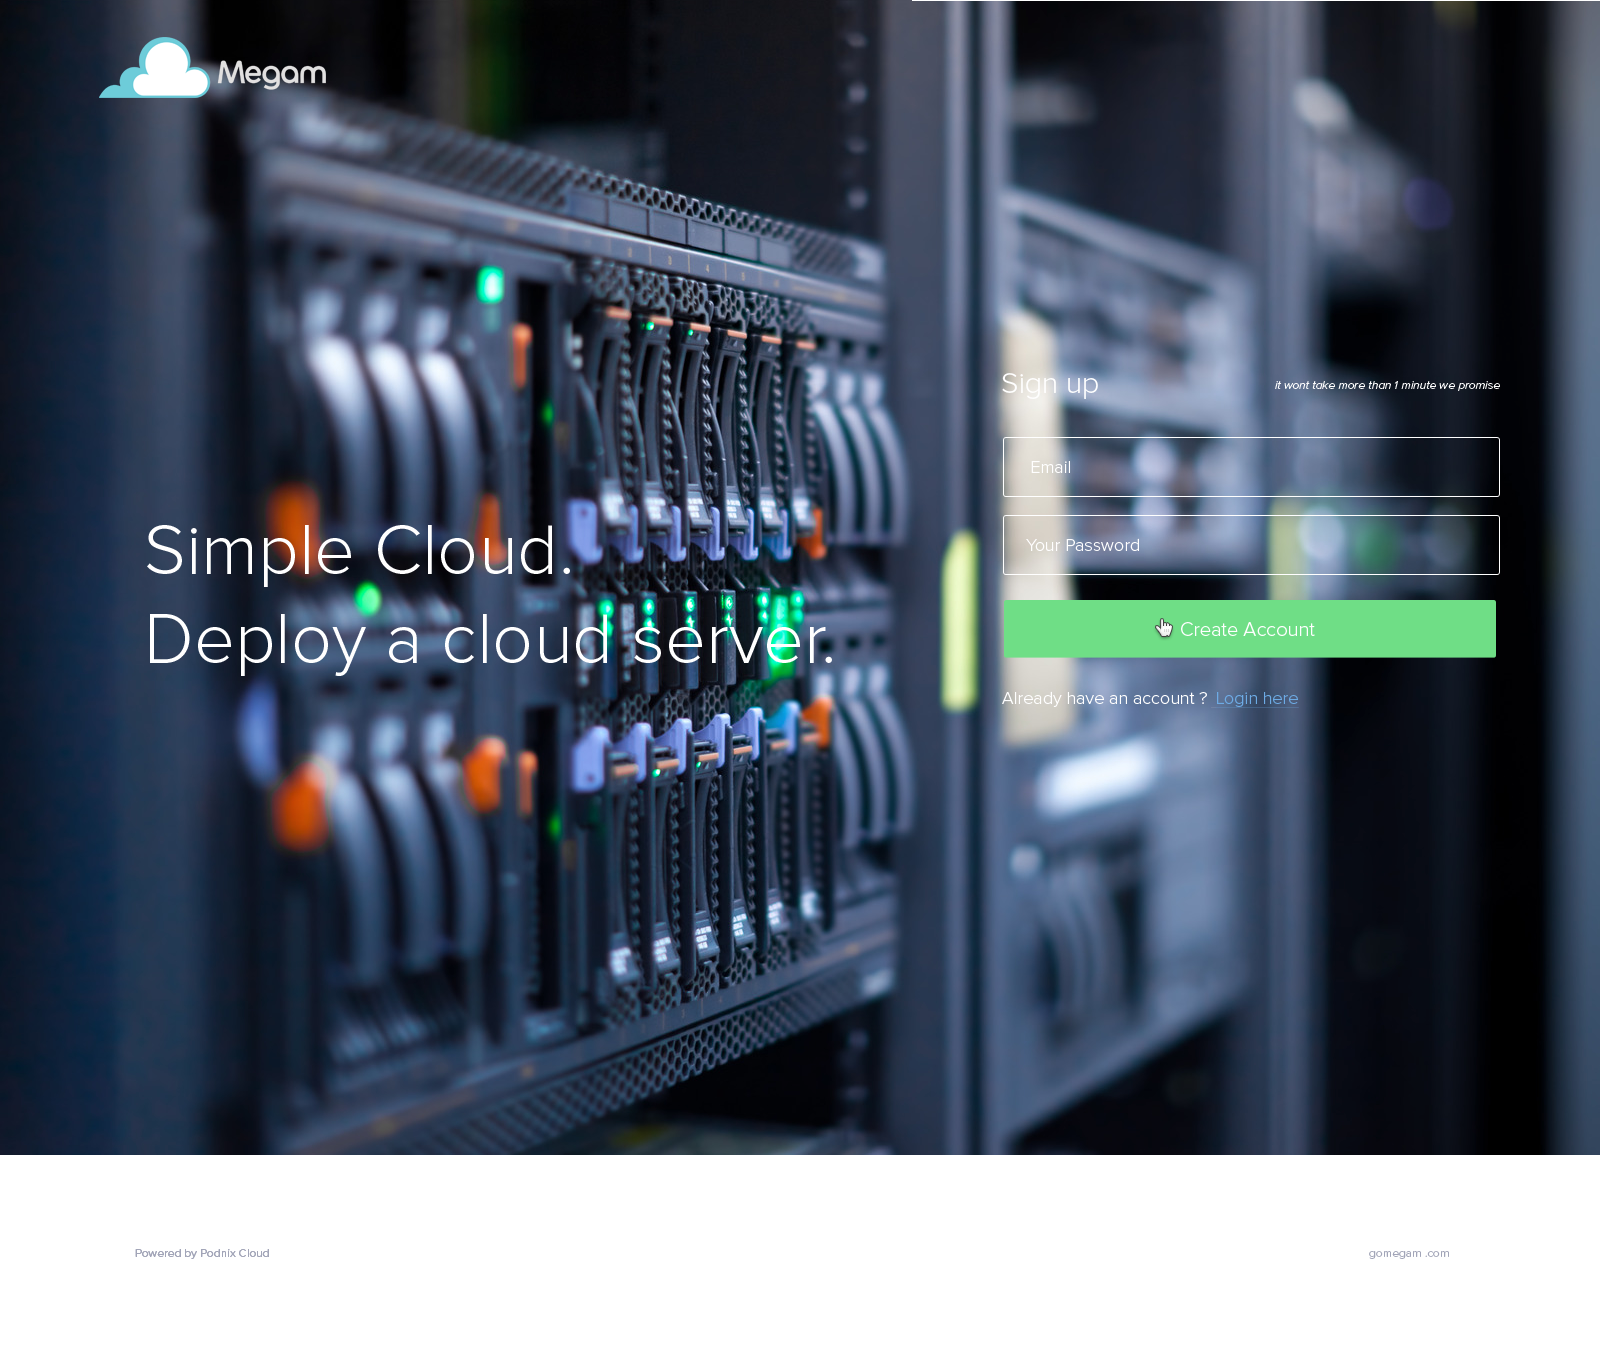 Megam
Sign up
it wont take more than 1 minute we promise
Email
Your Password
Simple Cloud.
Deploy a cloud server.
Create Account
Already have an account ? Login here
Powered by Podnix Cloud
gomegam .com